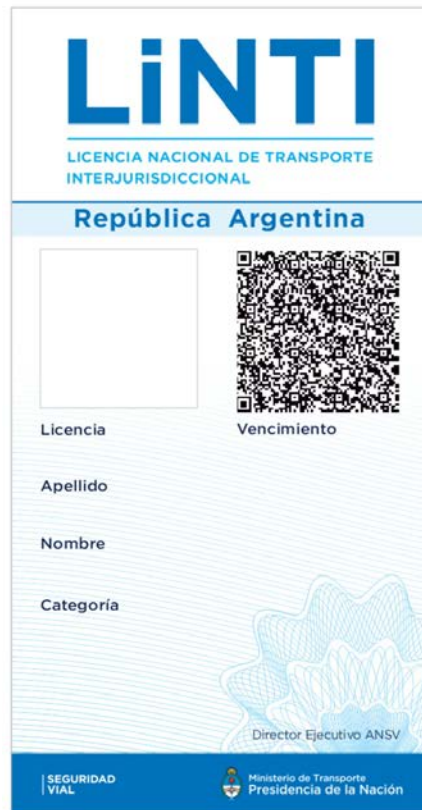 LiNTI
LICENCIA NACIONAL DE TRANSPORTE
INTERJURISDICCIONAL
República Argentina
Licencia
Vencimiento
Apellido
Nombre
Categoría
Director Ejecutivo ANSV
SEGURIDAD
VIAL
Ministerio de Transporte
Presidencia de la Nación